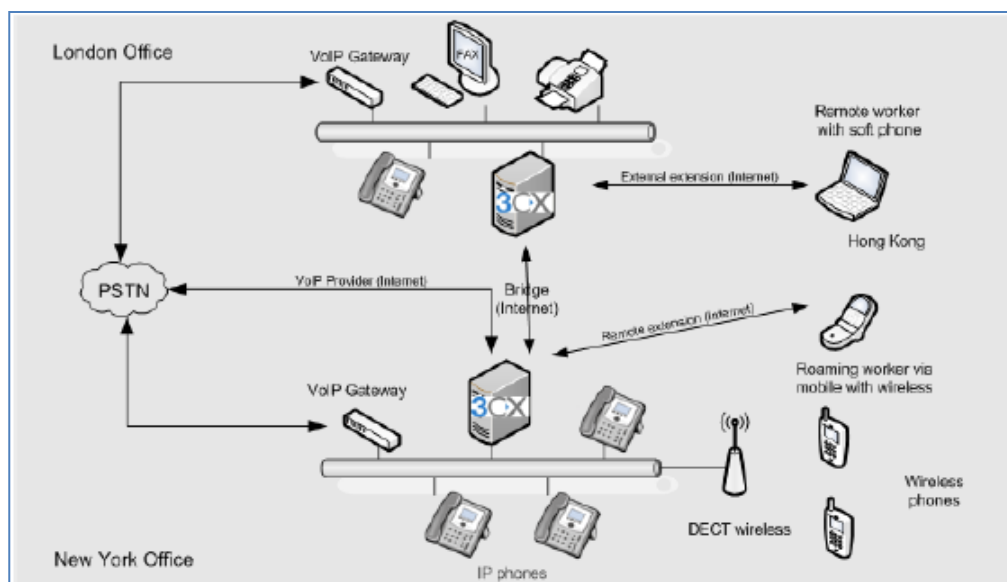 London Office
VoIP Gateway
FAX
Remote worker
with soft phone
External extension (Internet)
3CX
Hong Kong
PSTN
VoIP Provider (Internet)
Bridge
(Internet)
Remote extension (Internet)
VoIP Gateway
3CX
Roaming worker via
mobile with wireless
Wireless
phones
DECT wireless
New York Office
IP phones